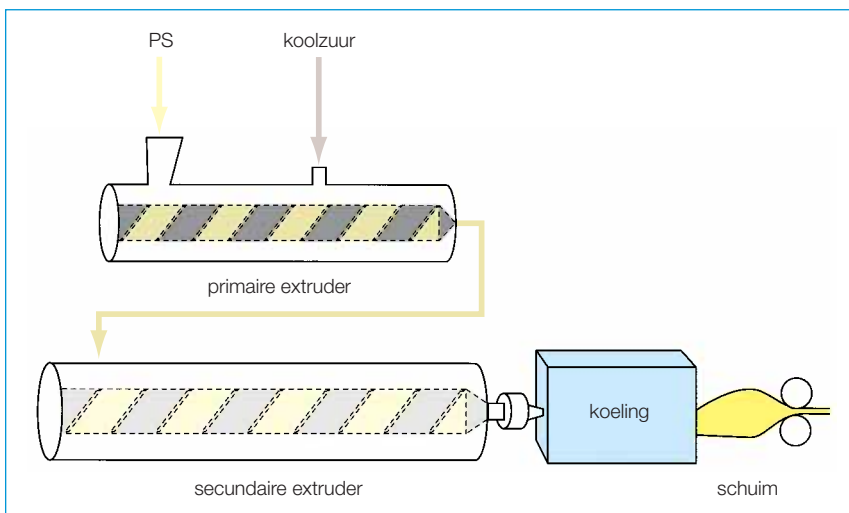 PS
koolzuur
primaire extruder
koeling
secundaire extruder
schuim